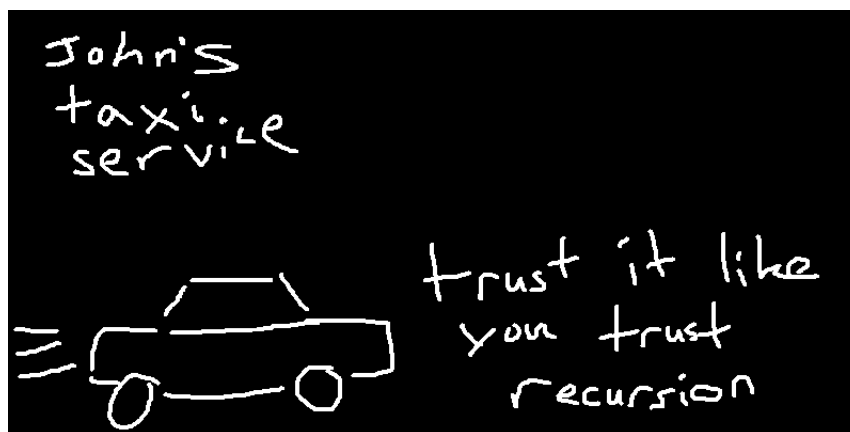 John's
taxi
service
trust it like
you trust
recursion